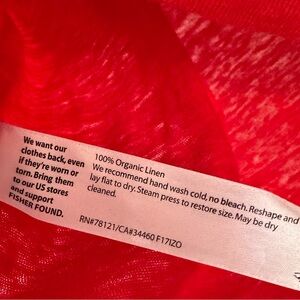 We want our
clothes back, even
if they're worn or
torn. Bring them
to our US stores
and support
FISHER FOUND.
100% Organic Linen
We recommend hand wash cold, no bleach. Reshape and
lay flat to dry. Steam press to restore size. May be dry
cleaned.
RN#78121/CA#34460 F17IZO